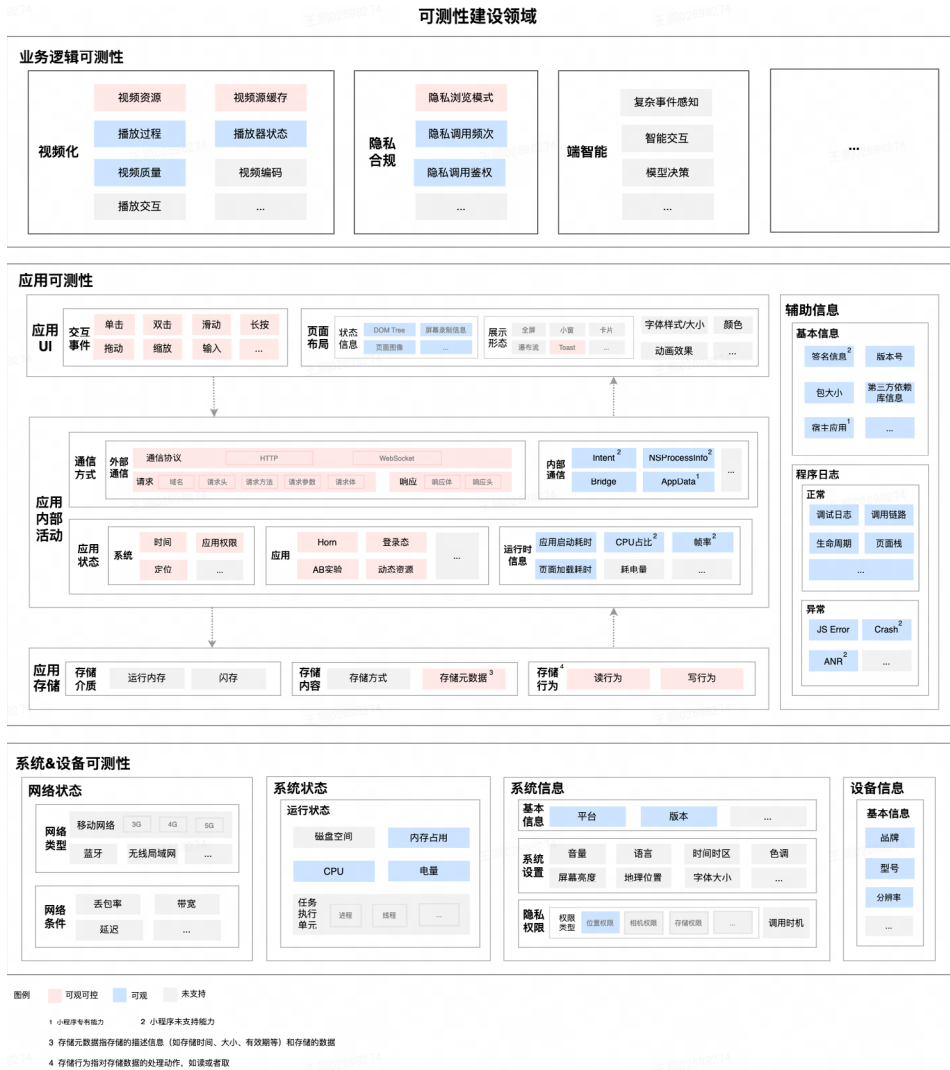 可测性建设领域
业务逻辑可测性
视频化
视频资源 视频源缓存
播放过程 播放器状态
视频质量 视频编码
播放交互 ...
隐私合规
隐私浏览模式
隐私调用频次
隐私调用鉴权
...
端智能
复杂事件感知
智能交互
模型决策
...
...
应用可测性
应用UI
交互事件
单击 双击 滑动 长按
拖动 缩放 输入 ...
页面布局
状态信息
DOM Tree 屏幕录制信息
页面图像 ...
展示形态
全屏 小窗 卡片
瀑布流 Toast ...
字体样式/大小 颜色
动画效果 ...
应用内部活动
通信方式
外部通信
通信协议 HTTP WebSocket
请求 域名 请求头 请求方法 请求参数 请求体 响应 响应体 响应头
内部通信
Intent 2 NSProcessInfo 2
Bridge AppData 1
...
应用状态
系统
时间 应用权限
定位 ...
应用
Horn 登录态
AB实验 动态资源
...
运行时信息
应用启动耗时 CPU占比 2 帧率 2
页面加载耗时 耗电量 ...
应用存储
存储介质
运行内存 闪存
存储内容
存储方式 存储元数据 3
存储行为 4
读行为 写行为
辅助信息
基本信息
签名信息 2 版本号
包大小 第三方依赖库信息
宿主应用 1 ...
程序日志
正常
调试日志 调用链路
生命周期 页面栈
...
异常
JS Error Crash 2
ANR 2 ...
系统&设备可测性
网络状态
网络类型
移动网络 3G 4G 5G
蓝牙 无线局域网 ...
网络条件
丢包率 带宽
延迟 ...
系统状态
运行状态
磁盘空间 内存占用
CPU 电量
任务执行单元
进程 线程 ...
系统信息
基本信息
平台 版本 ...
系统设置
音量 语言 时间时区 色调
屏幕亮度 地理位置 字体大小 ...
隐私权限
权限类型
位置权限 相机权限 存储权限 ...
调用时机
设备信息
基本信息
品牌
型号
分辨率
...
图例 可观可控 可观 未支持
1 小程序专有能力 2 小程序未支持能力
3 存储元数据指存储的描述信息（如存储时间、大小、有效期等）和存储的数据
4 存储行为指对存储数据的处理动作，如读或者取